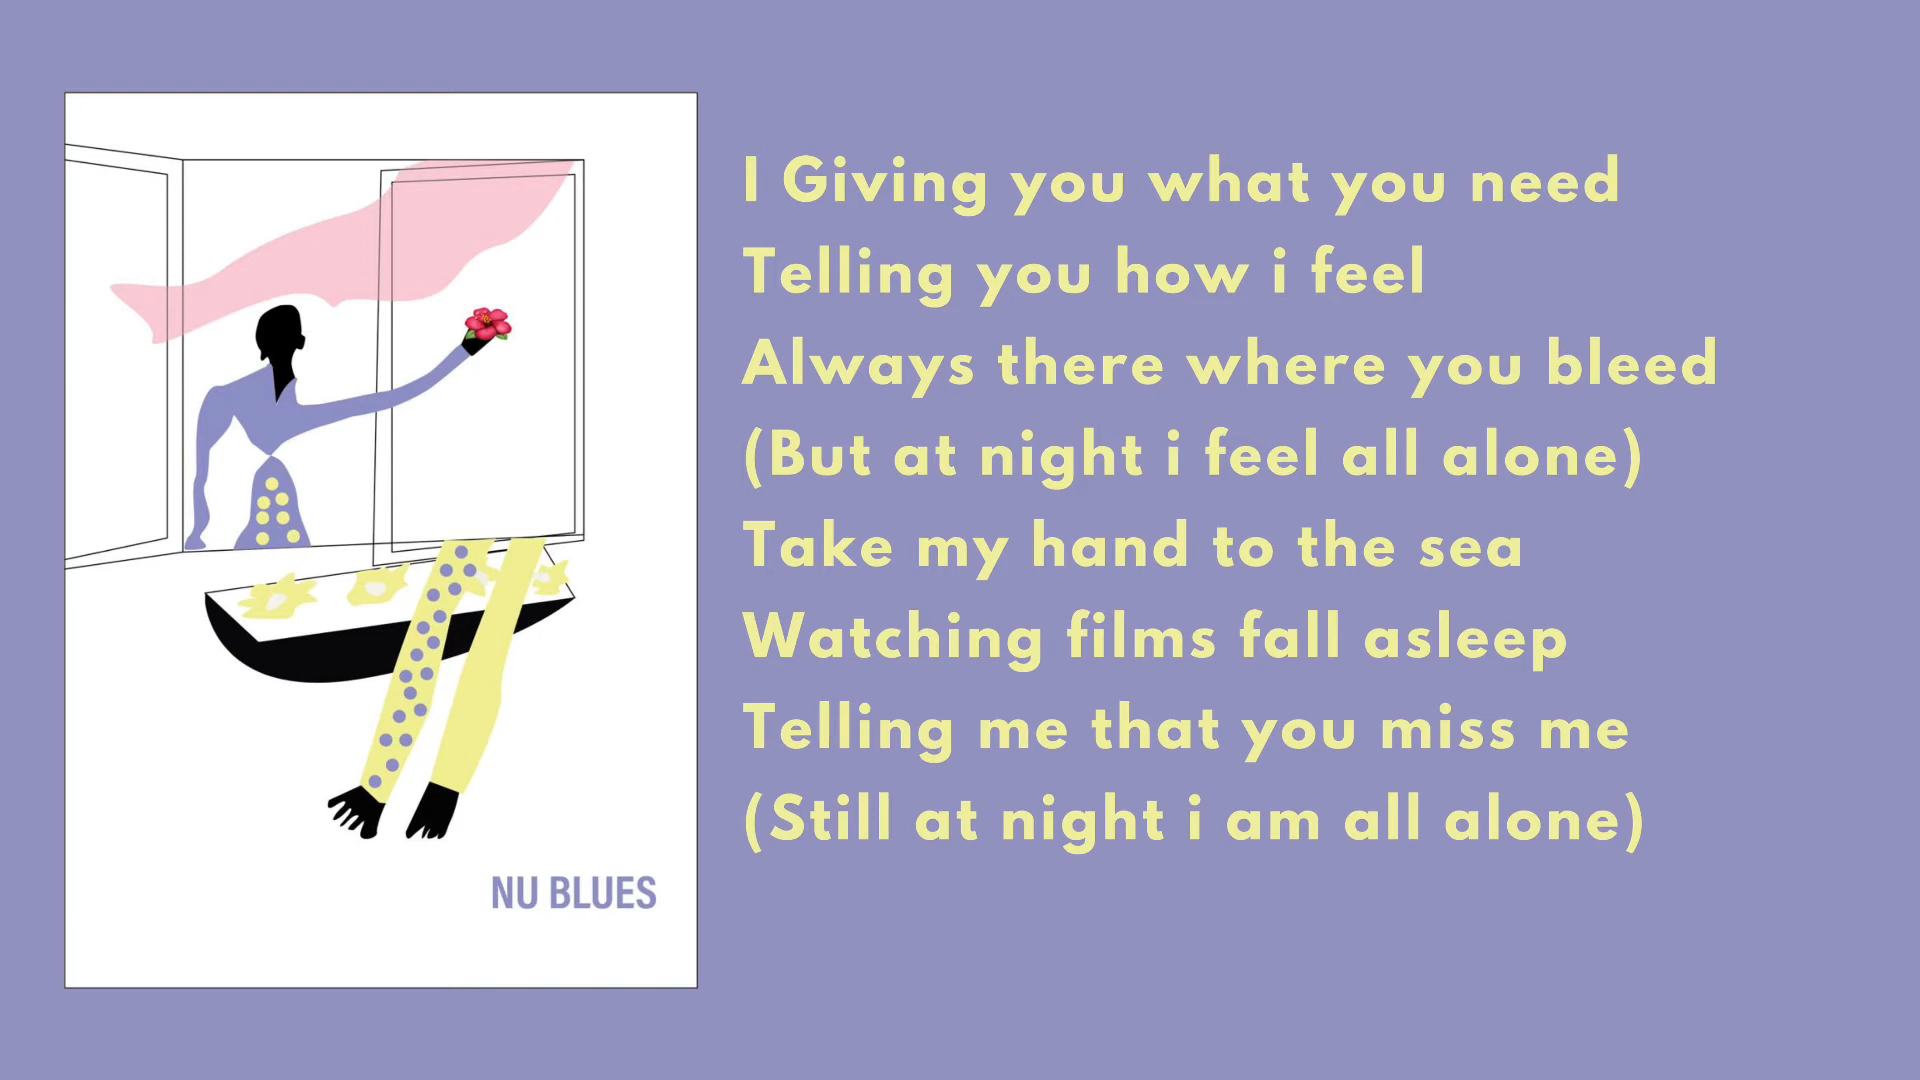 I Giving you what you need
Telling you how i feel
Always there where you bleed
(But at night i feel all alone)
Take my hand to the sea
Watching films fall asleep
Telling me that you miss me
(Still at night i am all alone)
NU BLUES